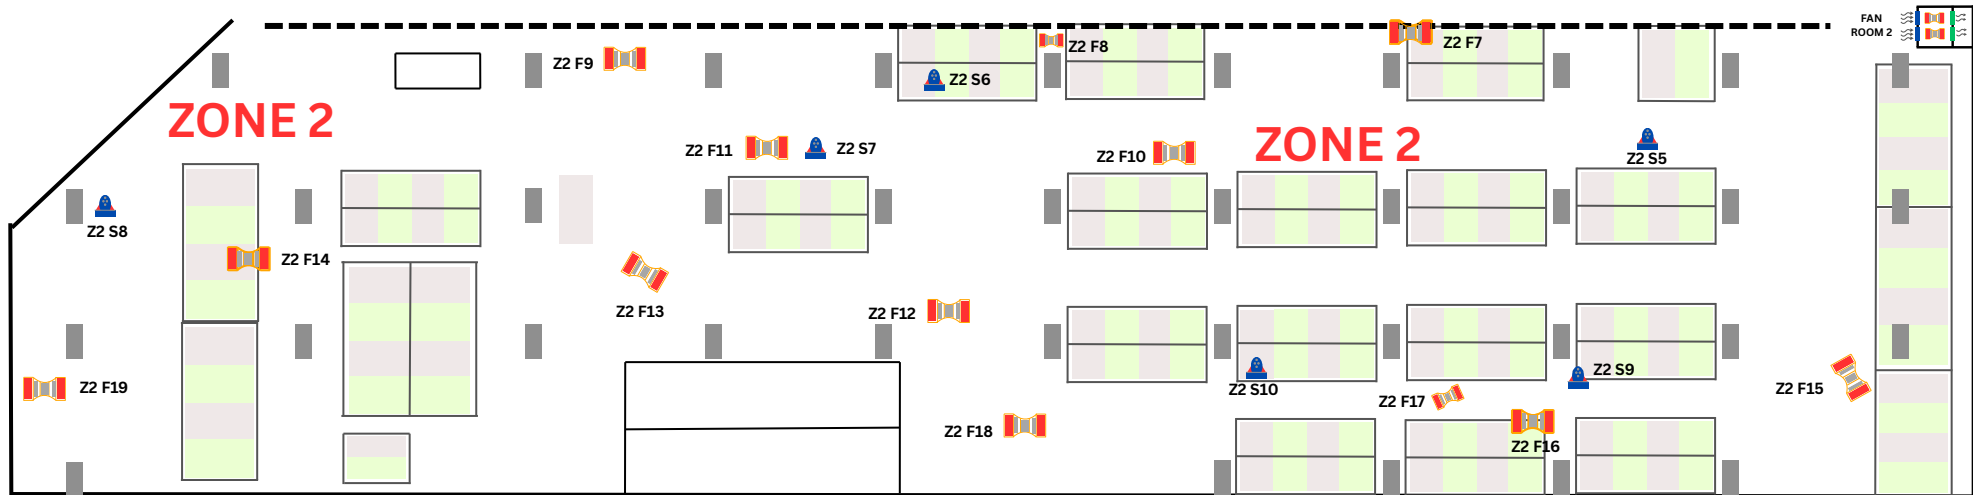 FAN
ROOM 2
Z2 F9
Z2 F8
Z2 F7
Z2 S6
ZONE 2
ZONE 2
Z2 F11
Z2 S7
Z2 F10
Z2 S5
Z2 S8
Z2 F14
Z2 F13
Z2 F12
Z2 F19
Z2 S10
Z2 S9
Z2 F15
Z2 F17
Z2 F18
Z2 F16